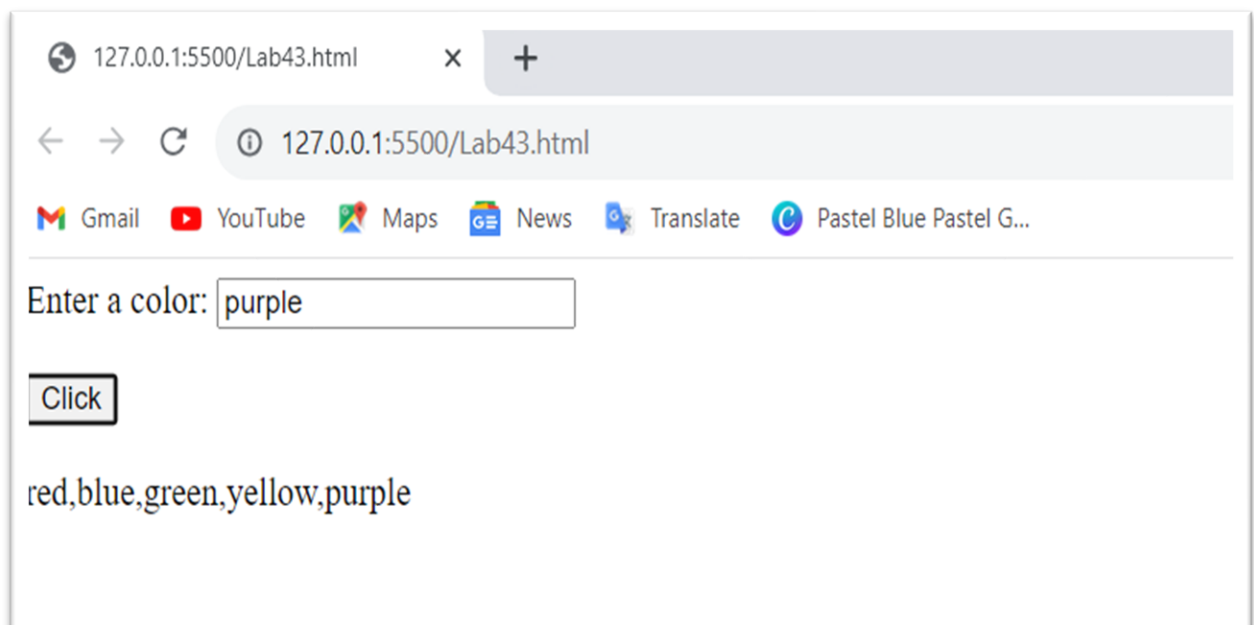 127.0.0.1:5500/Lab43.html
127.0.0.1:5500/Lab43.html
Gmail YouTube Maps GE News G Translate C Pastel Blue Pastel G...
Enter a color: purple
Click
red,blue,green,yellow,purple